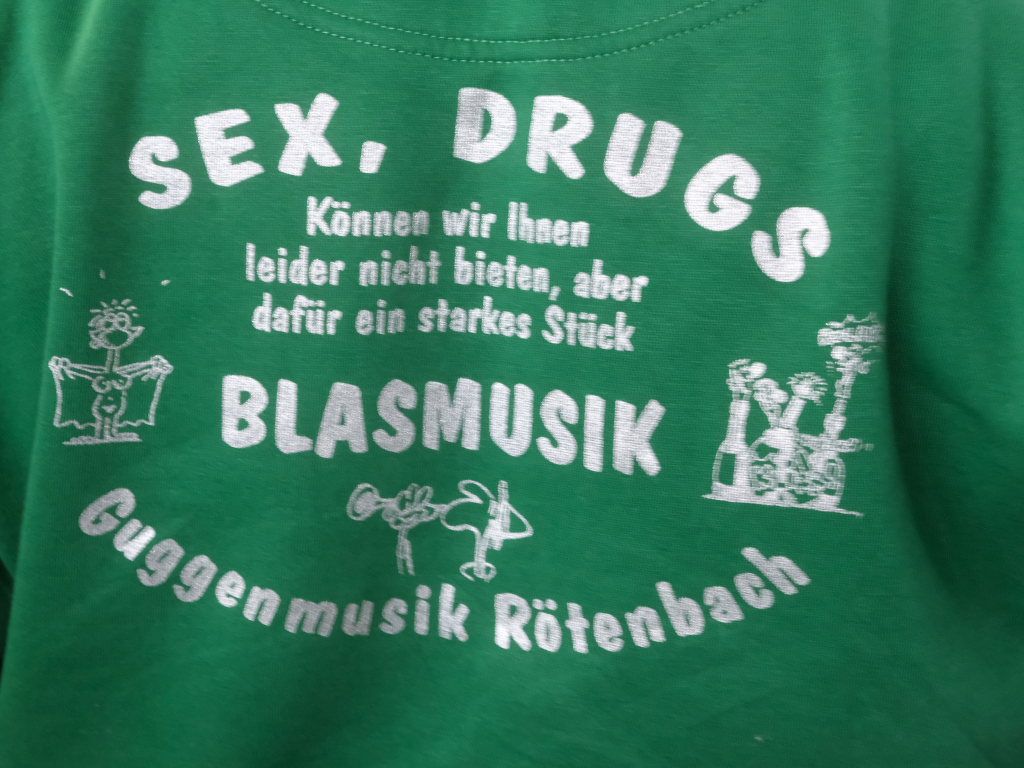 SEX, DRUGS
Können wir Ihnen
leider nicht bieten, aber
dafür ein starkes Stück
BLASMUSIK
Guggenmusik Rötenbach